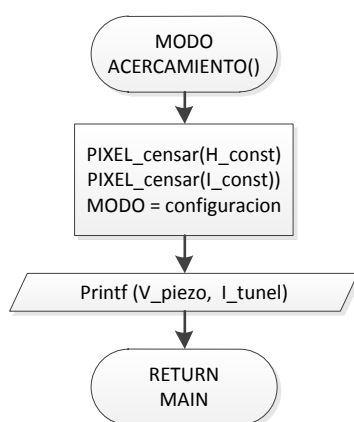 MODO
ACERCAMIENTO()
PIXEL_censar(H_const)
PIXEL_censar(I_const))
MODO = configuracion
Printf (V_piezo, I_tunel)
RETURN
MAIN